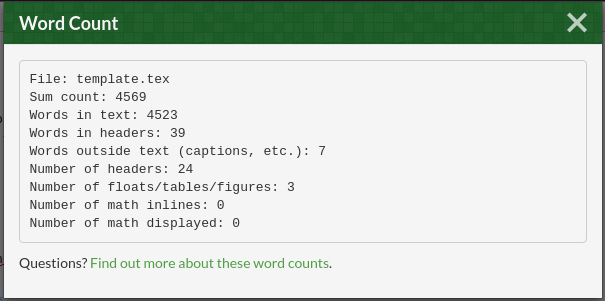 Word Count
File: template.tex
Sum count: 4569
Words in text: 4523
Words in headers: 39
Words outside text (captions, etc.): 7
Number of headers: 24
Number of floats/tables/figures: 3
Number of math inlines: 0
Number of math displayed: 0
Questions? Find out more about these word counts.